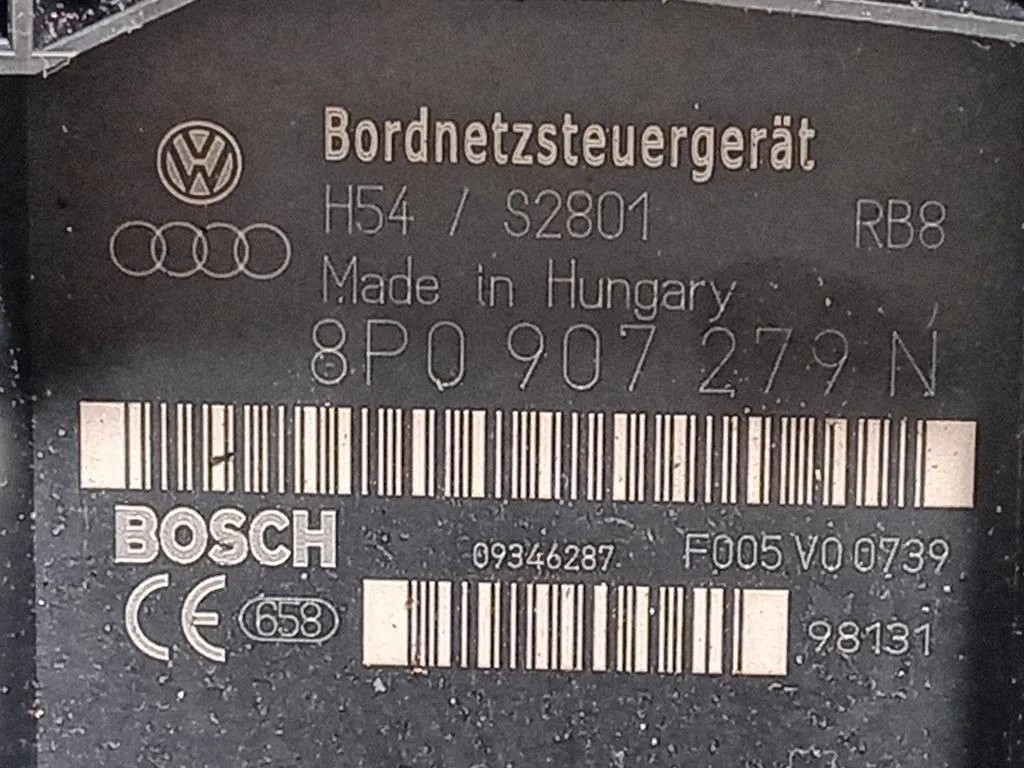 Bordnetzsteuergerät
H54 / S2801 RB8
Made in Hungary
8P0 907 279 N
BOSCH 09346287 F005 V0 0739
CE 658 98131